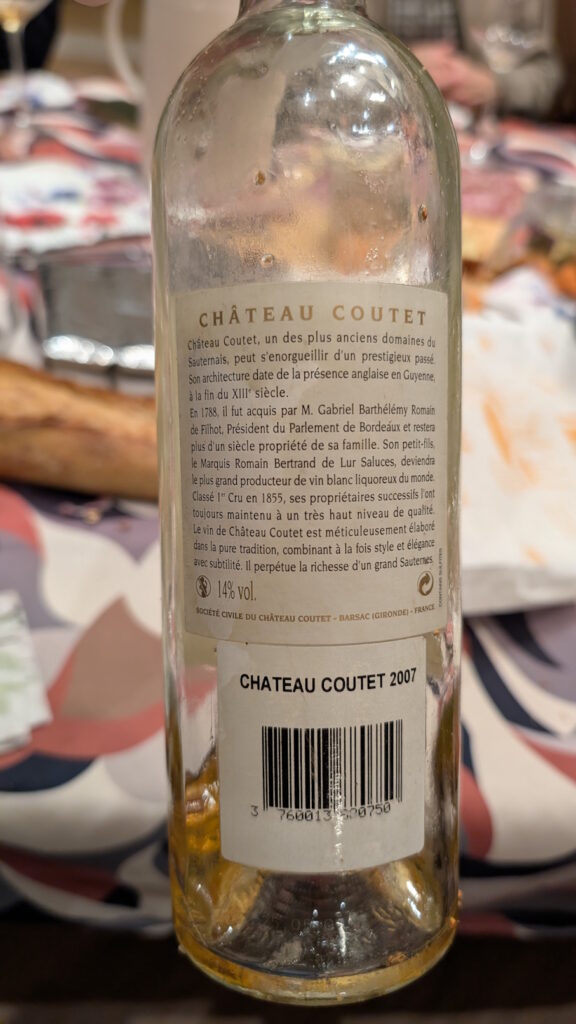 CHÂTEAU COUTET
Château Coutet, un des plus anciens domaines du
Sauternais, peut s'enorgueillir d'un prestigieux passé.
Son architecture date de la présence anglaise en Guyenne,
à la fin du XIIIe siècle.
En 1788, il fut acquis par M. Gabriel Barthélémy Romain
de Filhot, Président du Parlement de Bordeaux et restera
plus d'un siècle propriété de sa famille. Son petit-fils,
le Marquis Romain Bertrand de Lur Saluces, deviendra
le plus grand producteur de vin blanc liquoreux du monde.
Classé 1er Cru en 1855, ses propriétaires successifs l'ont
toujours maintenu à un très haut niveau de qualité.
Le vin de Château Coutet est méticuleusement élaboré
dans la pure tradition, combinant à la fois style et élégance
avec subtilité. Il perpétue la richesse d'un grand Sauternes.
14% vol.
CONTAINS SULFITES
SOCIÉTÉ CIVILE DU CHÂTEAU COUTET - BARSAC (GIRONDE) - FRANCE
CHATEAU COUTET 2007
3